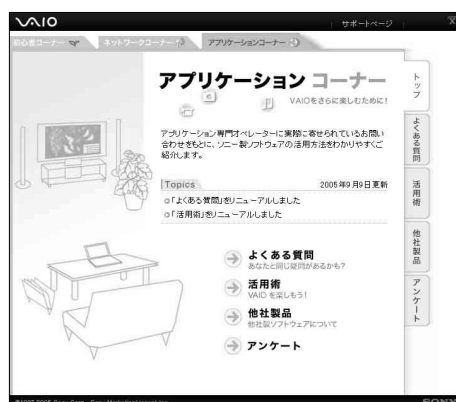 VAIO
サポートページ
X
初心者コーナー
ネットワークコーナー
アプリケーションコーナー
アプリケーション コーナー
VAIOをさらに楽しむために!
アプリケーション専門オペレーターに実際に寄せられているお問い
合わせをもとに、ソニー製ソフトウェアの活用方法をわかりやすくご
紹介します。
Topics
2005年9月9日更新
「よくある質問」をリニューアルしました
「活用術」をリニューアルしました
よくある質問
あなたと同じ疑問があるかも?
活用術
VAIO を楽しもう!
他社製品
他社製ソフトウェアについて
アンケート
トップ
よくある質問
活用術
他社製品
アンケート
SONY